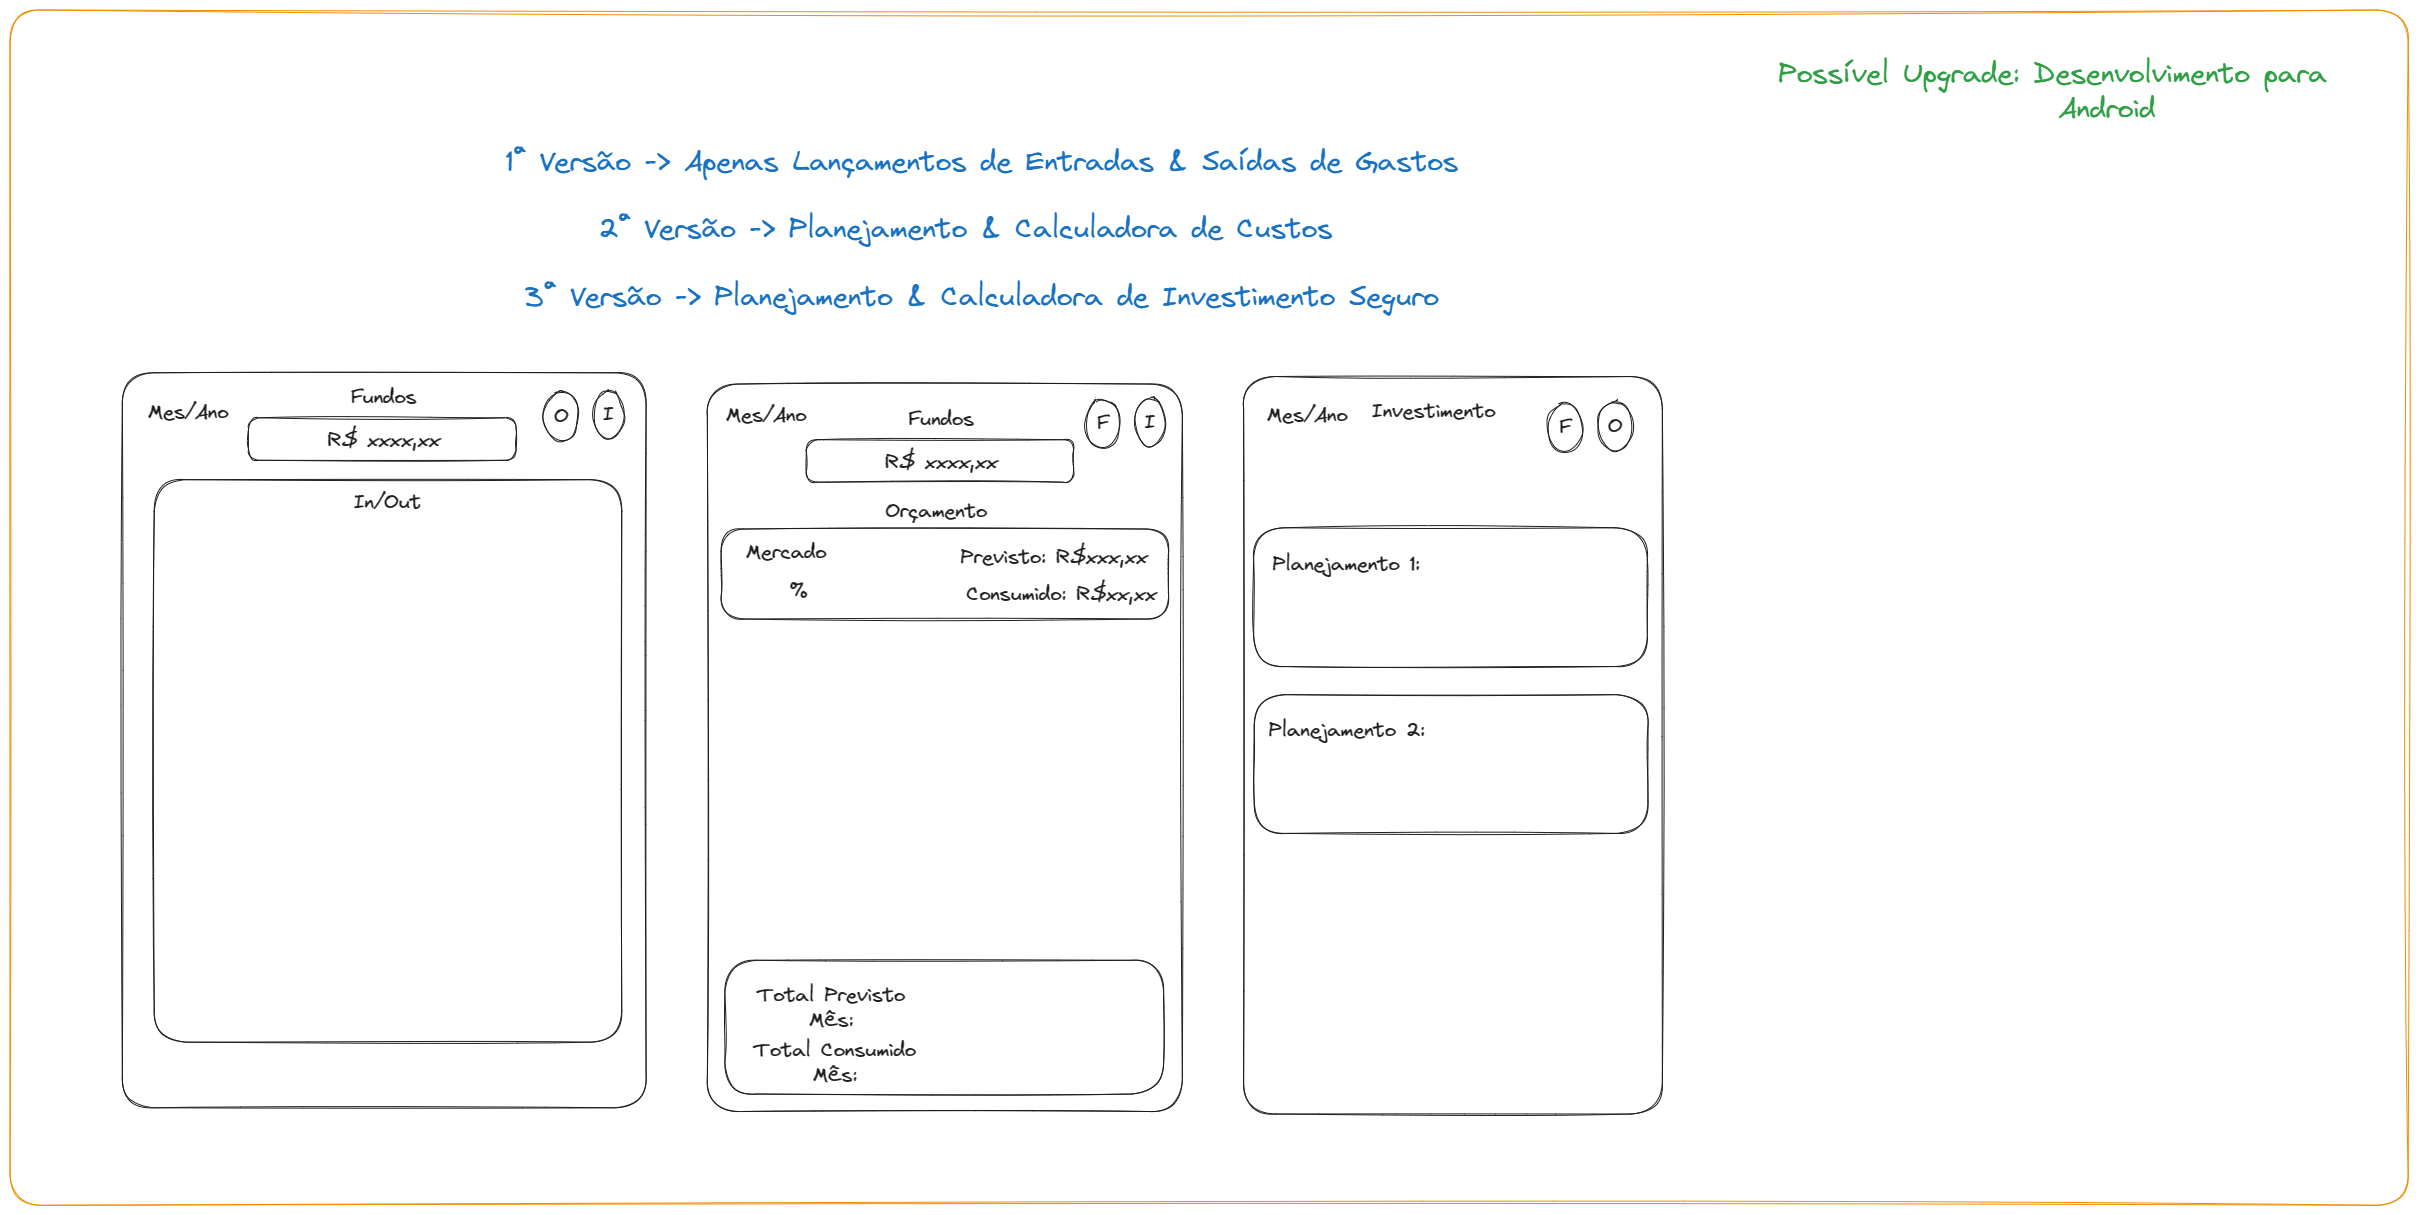 Possível Upgrade: Desenvolvimento para
Android
1ª Versão -> Apenas Lançamentos de Entradas & Saídas de Gastos
2ª Versão -> Planejamento & Calculadora de Custos
3ª Versão -> Planejamento & Calculadora de Investimento Seguro
Mes/Ano
Fundos
R$ xxxx,xx
O
I
In/Out
Mes/Ano
Fundos
R$ xxxx,xx
F
I
Orçamento
Mercado
%
Previsto: R$xxx,xx
Consumido: R$xx,xx
Total Previsto
Mês:
Total Consumido
Mês:
Mes/Ano
Investimento
F
O
Planejamento 1:
Planejamento 2: